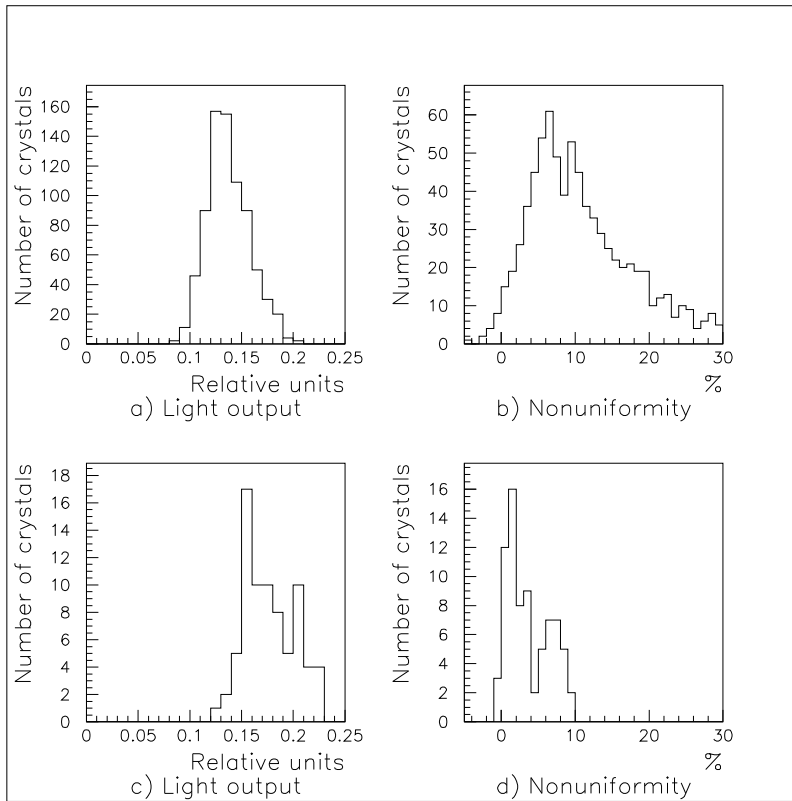 Number of crystals
160
140
120
100
80
60
40
20
0
0 0.05 0.1 0.15 0.2 0.25
Relative units
a) Light output
Number of crystals
60
50
40
30
20
10
0
0 10 20 30
%
b) Nonuniformity
Number of crystals
18
16
14
12
10
8
6
4
2
0
0 0.05 0.1 0.15 0.2 0.25
Relative units
c) Light output
Number of crystals
16
14
12
10
8
6
4
2
0
0 10 20 30
%
d) Nonuniformity